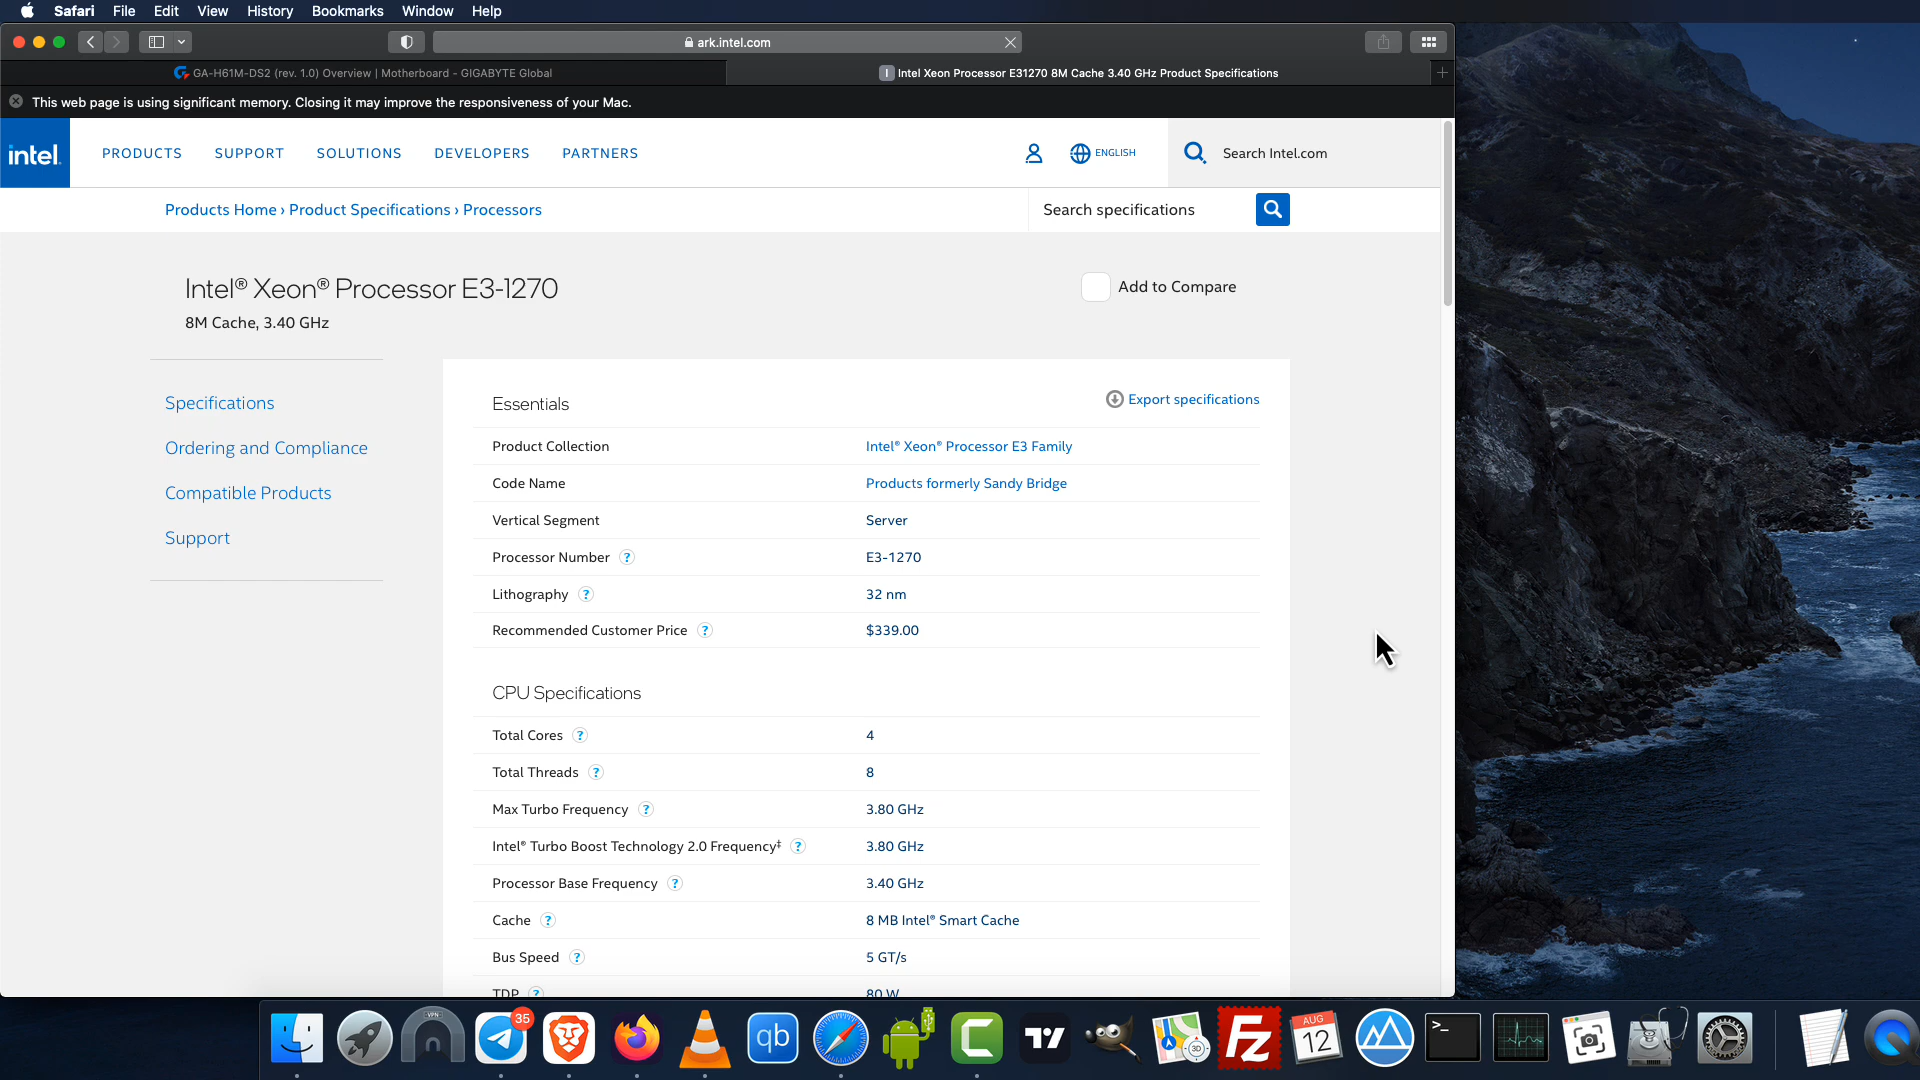 Safari File Edit View History Bookmarks Window Help
ark.intel.com
GA-H61M-DS2 (rev. 1.0) Overview | Motherboard - GIGABYTE Global
I Intel Xeon Processor E31270 8M Cache 3.40 GHz Product Specifications
This web page is using significant memory. Closing it may improve the responsiveness of your Mac.
intel.
PRODUCTS SUPPORT SOLUTIONS DEVELOPERS PARTNERS
ENGLISH
Search Intel.com
Products Home › Product Specifications › Processors
Search specifications
Intel® Xeon® Processor E3-1270
Add to Compare
8M Cache, 3.40 GHz
Specifications
Ordering and Compliance
Compatible Products
Support
Essentials
Export specifications
Product Collection Intel® Xeon® Processor E3 Family
Code Name Products formerly Sandy Bridge
Vertical Segment Server
Processor Number ? E3-1270
Lithography ? 32 nm
Recommended Customer Price ? $339.00
CPU Specifications
Total Cores ? 4
Total Threads ? 8
Max Turbo Frequency ? 3.80 GHz
Intel® Turbo Boost Technology 2.0 Frequency‡ ? 3.80 GHz
Processor Base Frequency ? 3.40 GHz
Cache ? 8 MB Intel® Smart Cache
Bus Speed ? 5 GT/s
TDP ? 80 W
VPN
35
qb
C
3D
Fz
AUG
12
>_